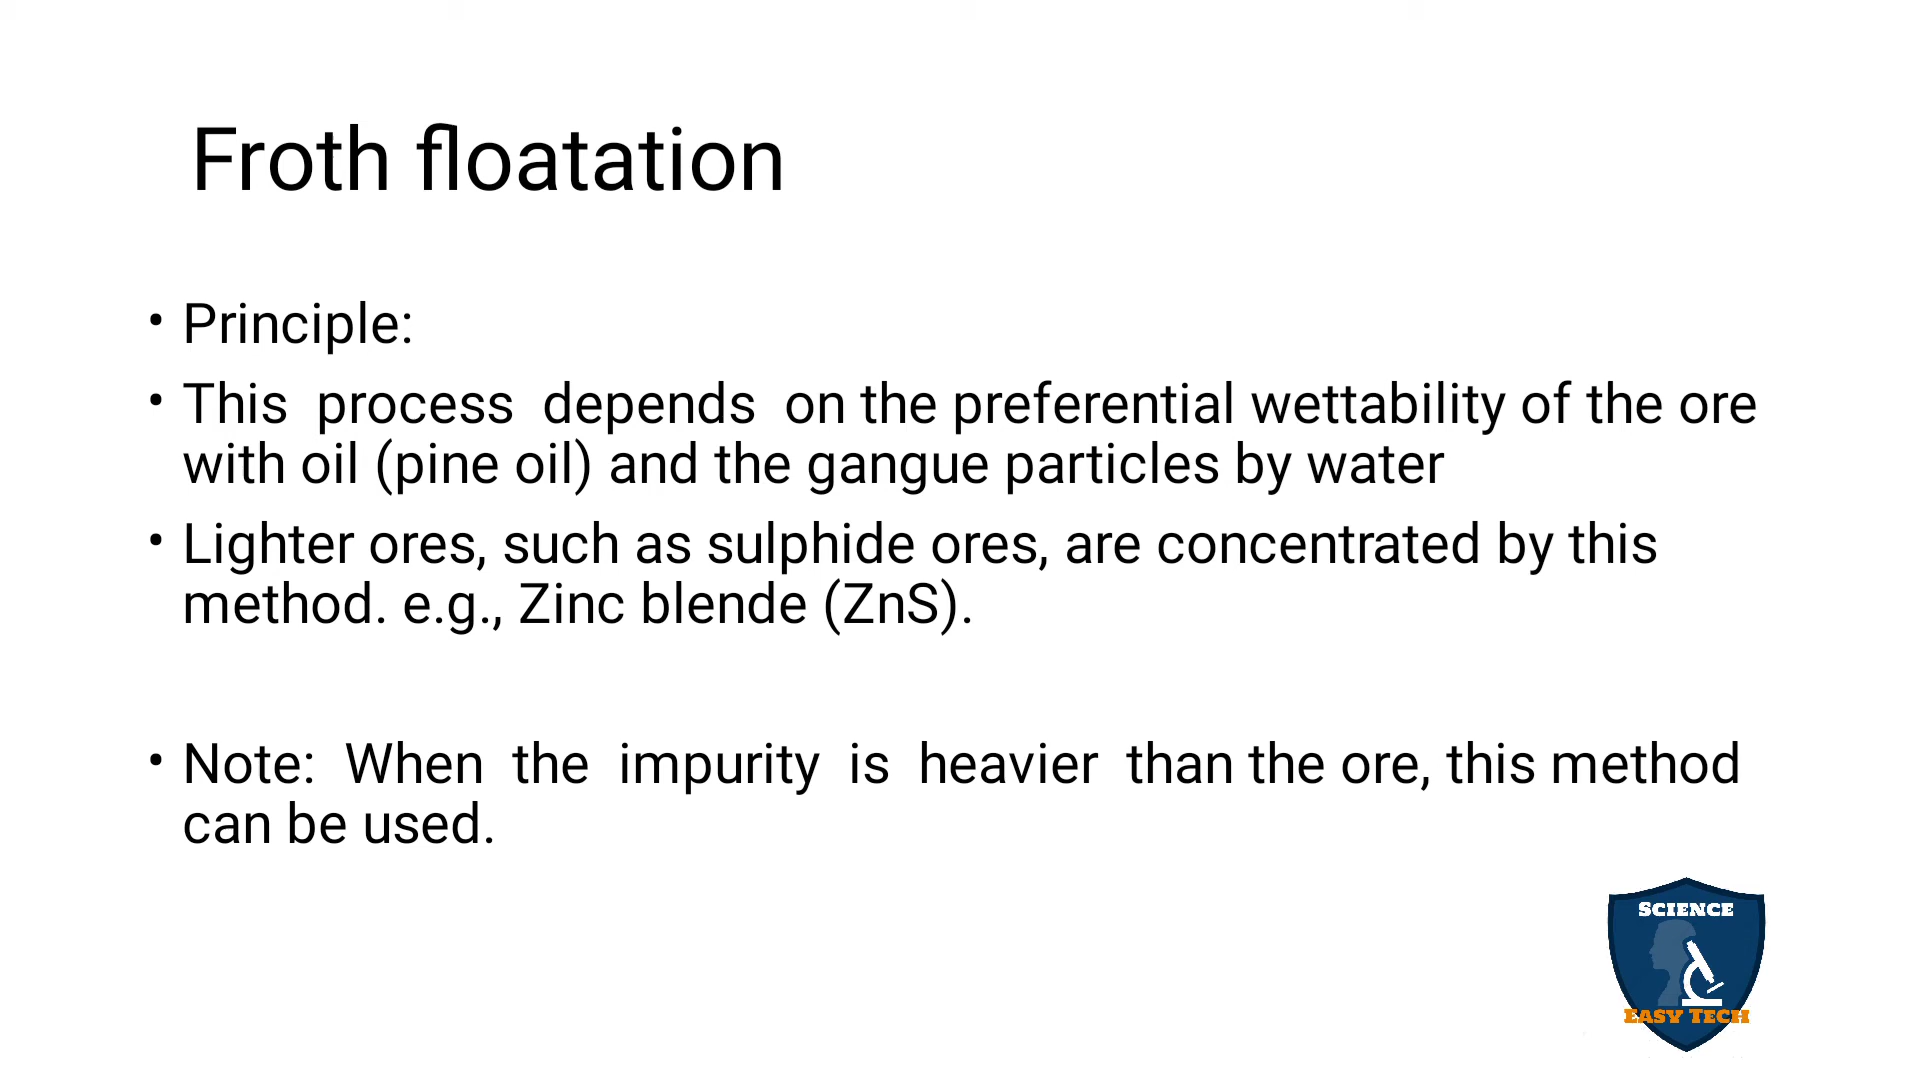 Froth floatation
• Principle:
• This process depends on the preferential wettability of the ore
with oil (pine oil) and the gangue particles by water
• Lighter ores, such as sulphide ores, are concentrated by this
method. e.g., Zinc blende (ZnS).
• Note: When the impurity is heavier than the ore, this method
can be used.
SCIENCE
EASY TECH